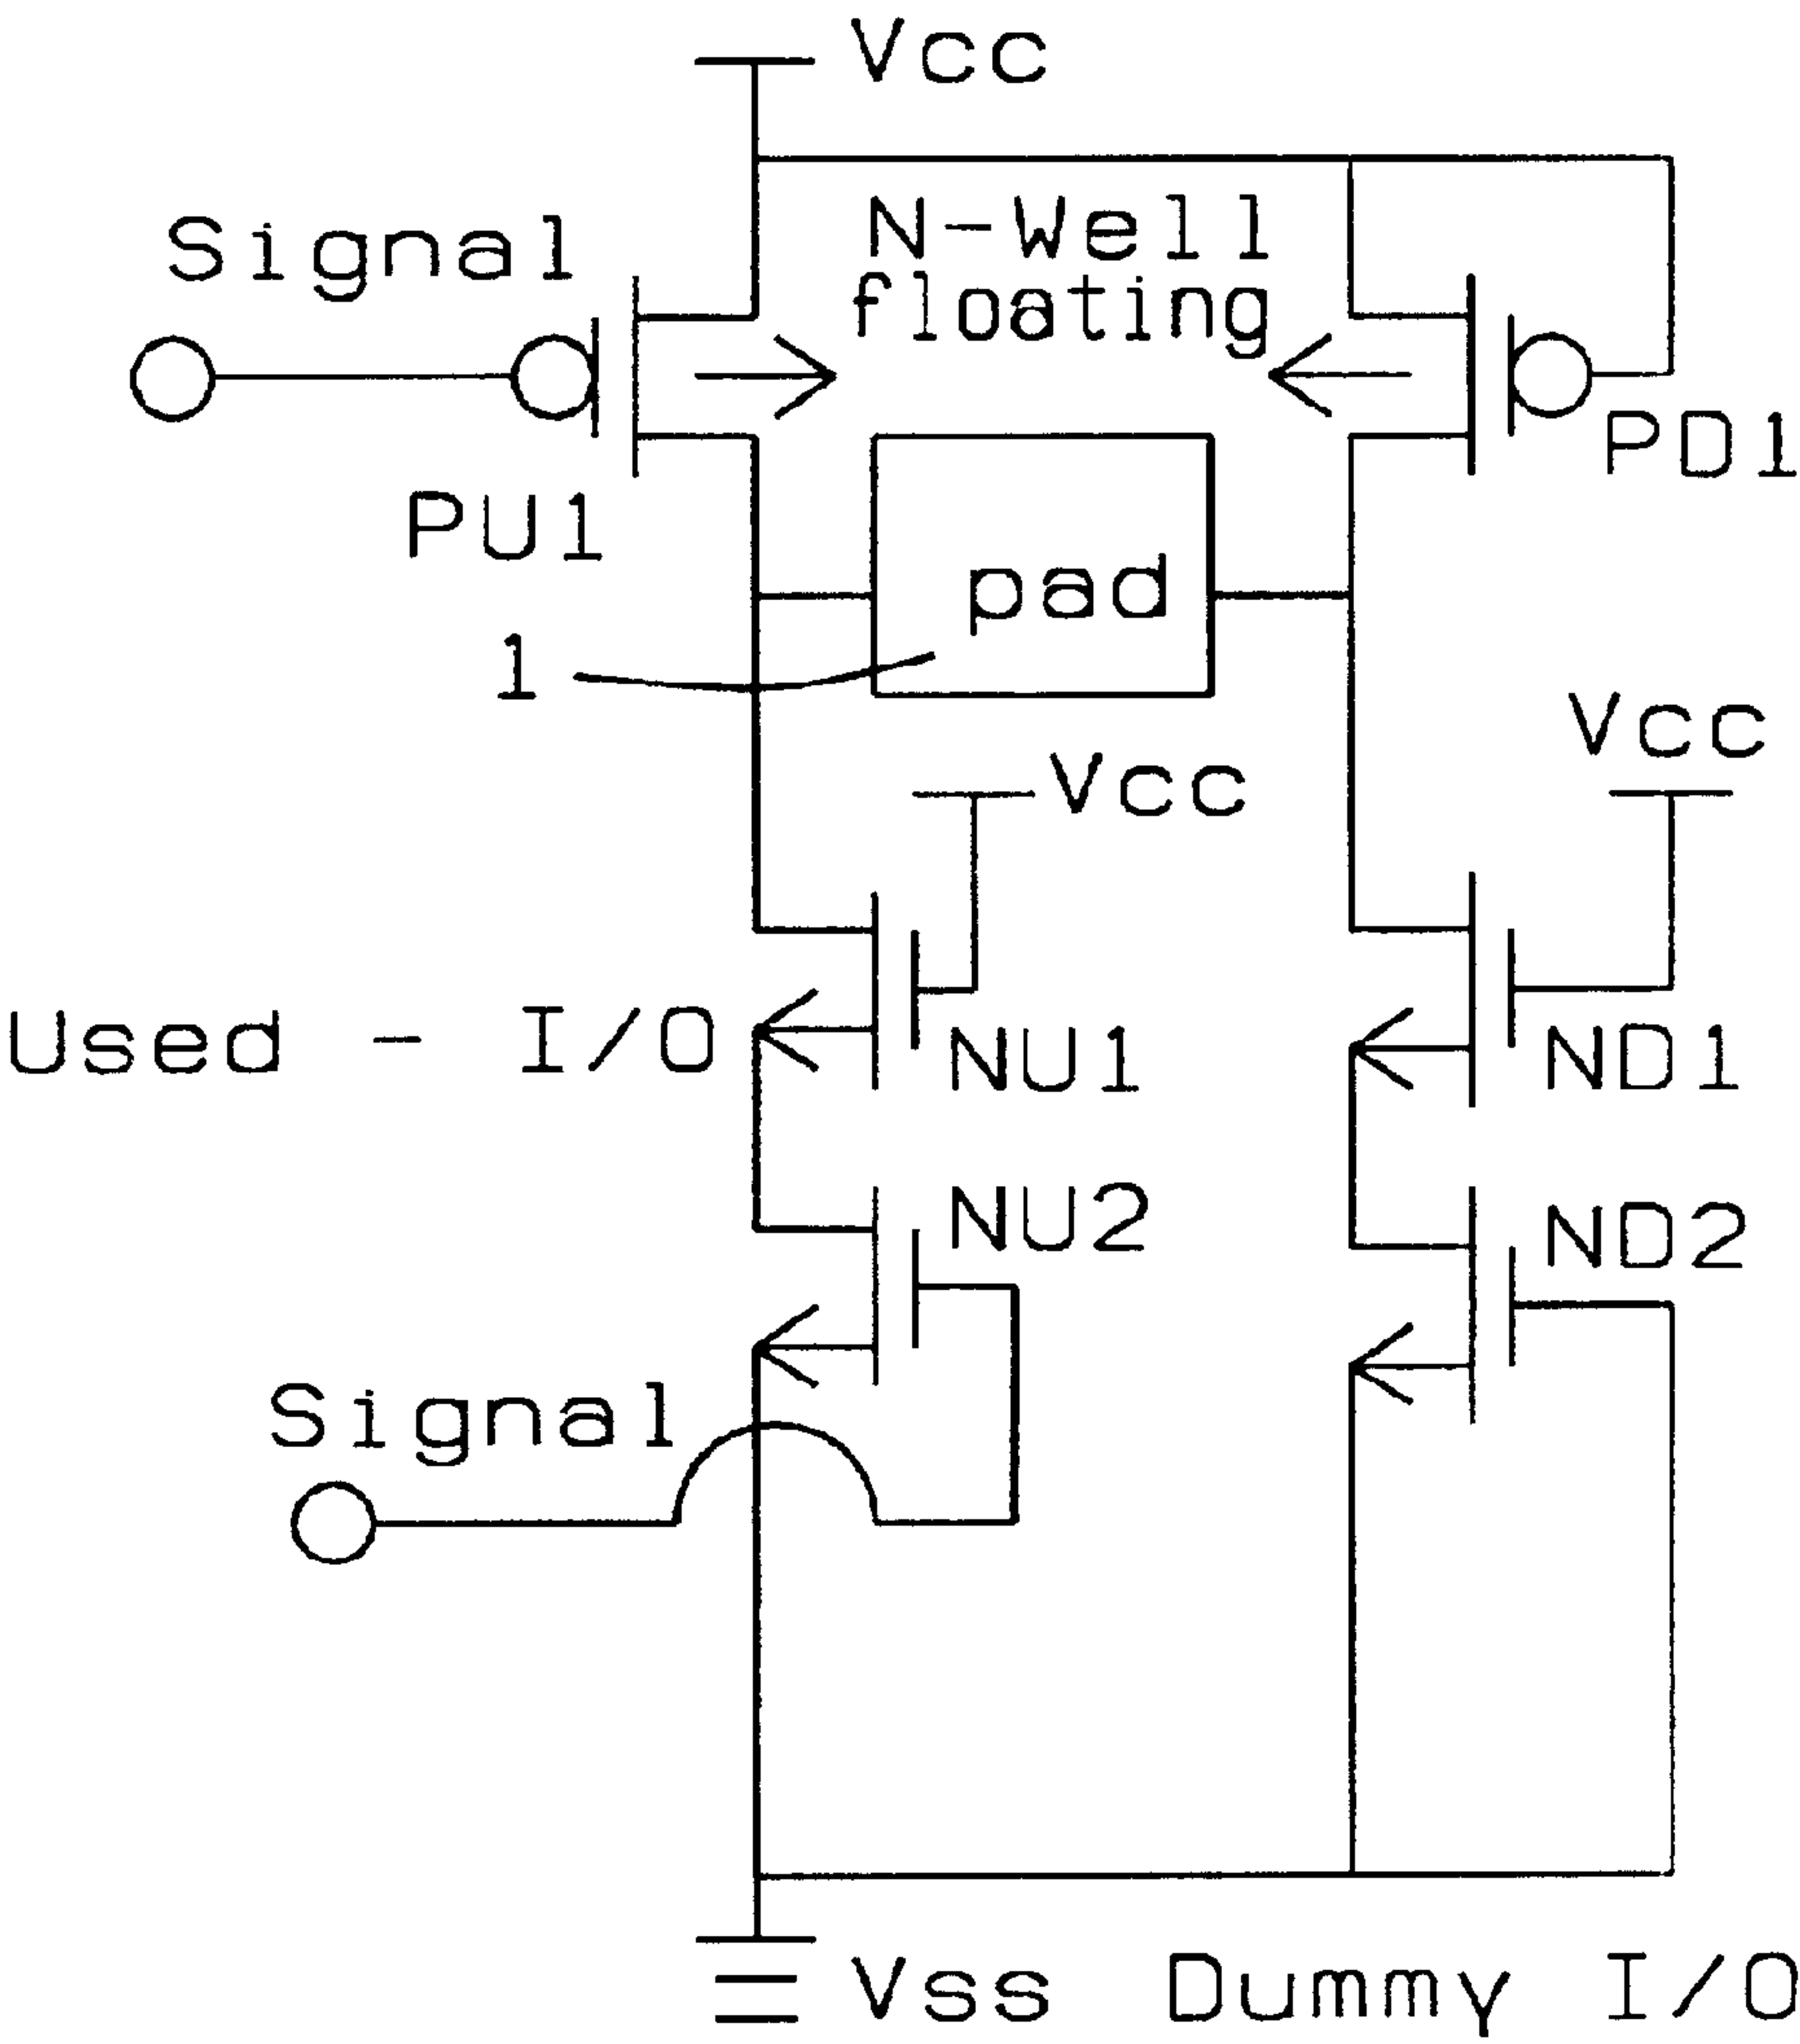 Vcc
Signal
N-Well
floating
PU1
PD1
pad
1
Vcc
Vcc
Used - I/O
NU1
ND1
NU2
ND2
Signal
Vss
Dummy I/O